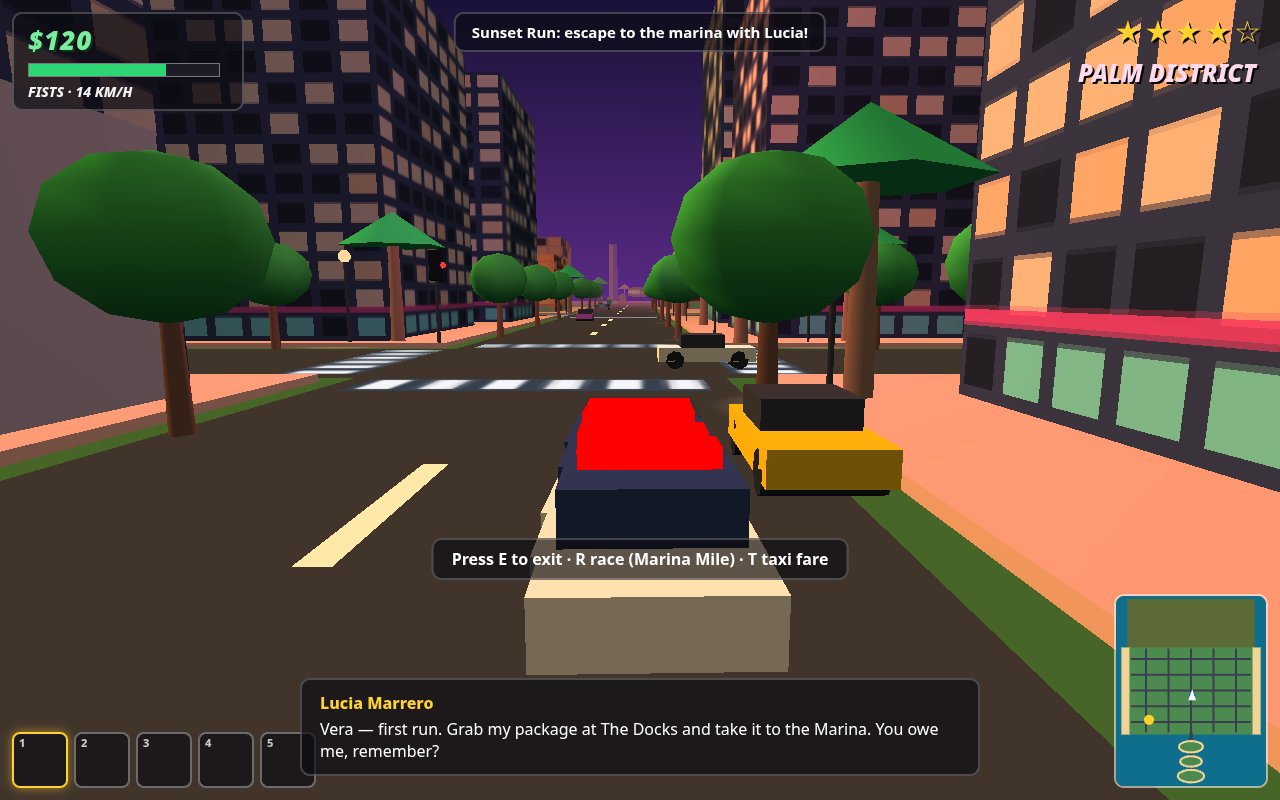 $120
FISTS · 14 KM/H
Sunset Run: escape to the marina with Lucia!
★★★★☆
PALM DISTRICT
Press E to exit · R race (Marina Mile) · T taxi fare
Lucia Marrero
Vera — first run. Grab my package at The Docks and take it to the Marina. You owe
me, remember?
1 2 3 4 5